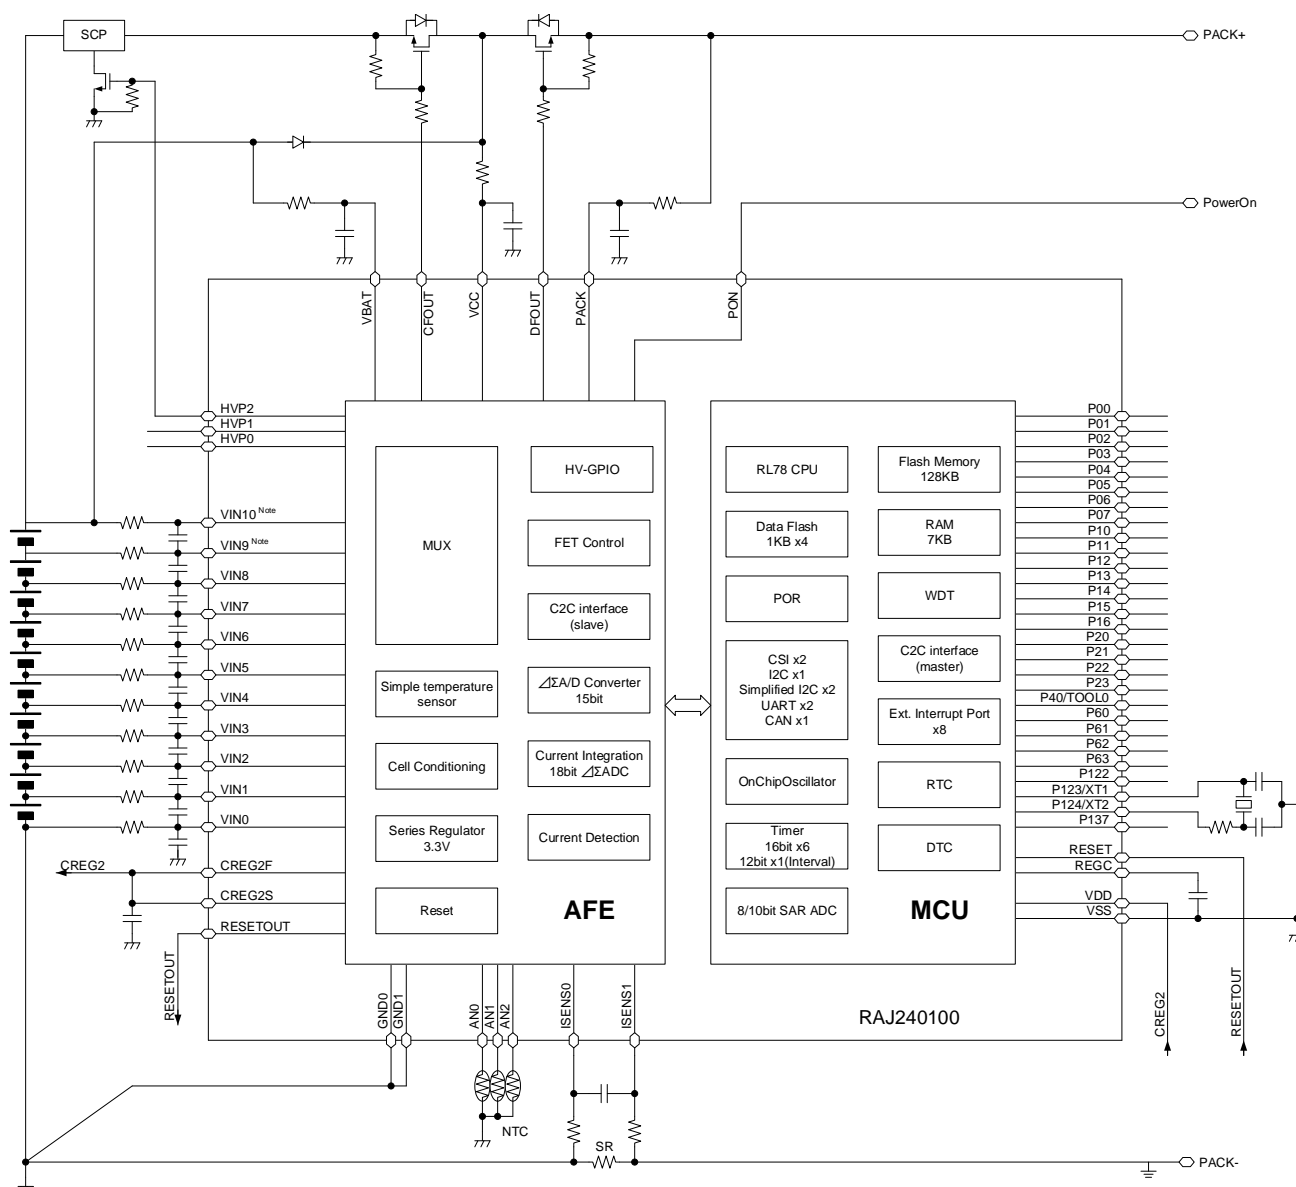 SCP
PACK+
PowerOn
VBAT
CFOUT
VCC
DFOUT
PACK
PON
HVP2
HVP1
HVP0
VIN10 Note
VIN9 Note
VIN8
VIN7
VIN6
VIN5
VIN4
VIN3
VIN2
VIN1
VIN0
CREG2
CREG2F
CREG2S
RESETOUT
RESETOUT
MUX
HV-GPIO
FET Control
C2C interface
(slave)
Simple temperature
sensor
⊿ΣA/D Converter
15bit
Cell Conditioning
Current Integration
18bit ⊿ΣADC
Series Regulator
3.3V
Current Detection
Reset
AFE
RL78 CPU
Flash Memory
128KB
Data Flash
1KB x4
RAM
7KB
POR
WDT
CSI x2
I2C x1
Simplified I2C x2
UART x2
CAN x1
C2C interface
(master)
Ext. Interrupt Port
x8
OnChipOscillator
RTC
Timer
16bit x6
12bit x1(Interval)
DTC
8/10bit SAR ADC
MCU
P00
P01
P02
P03
P04
P05
P06
P07
P10
P11
P12
P13
P14
P15
P16
P20
P21
P22
P23
P40/TOOL0
P60
P61
P62
P63
P122
P123/XT1
P124/XT2
P137
RESET
REGC
VDD
VSS
GND0
GND1
AN0
AN1
AN2
ISENS0
ISENS1
RAJ240100
CREG2
RESETOUT
NTC
SR
PACK-